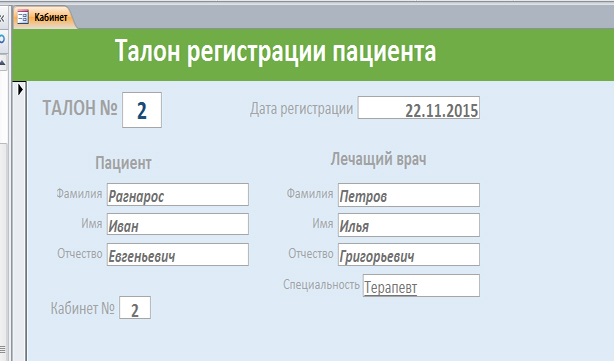 Кабинет
Талон регистрации пациента
ТАЛОН № 2 Дата регистрации 22.11.2015
Пациент Лечащий врач
Фамилия Рагнарос Фамилия Петров
Имя Иван Имя Илья
Отчество Евгеньевич Отчество Григорьевич
Специальность Терапевт
Кабинет № 2